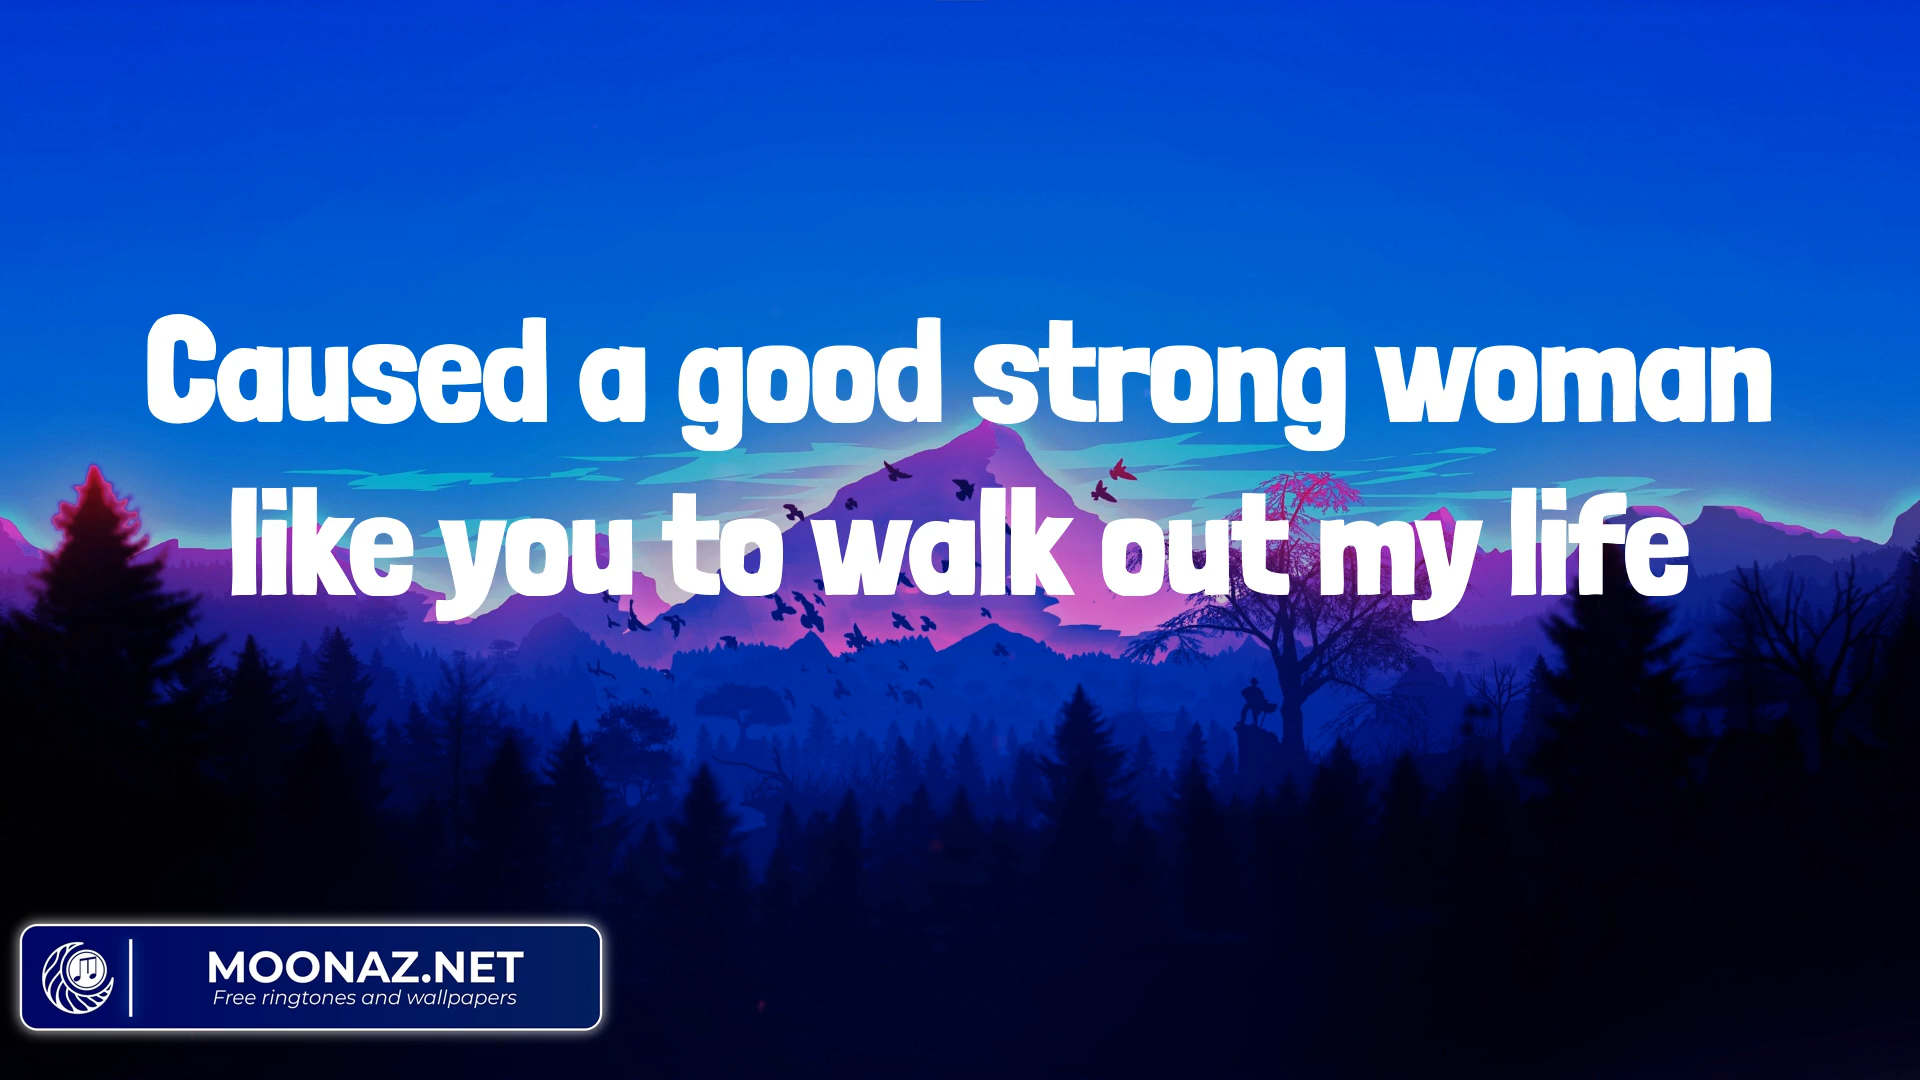 Caused a good strong woman
like you to walk out my life
MOONAZ.NET
Free ringtones and wallpapers